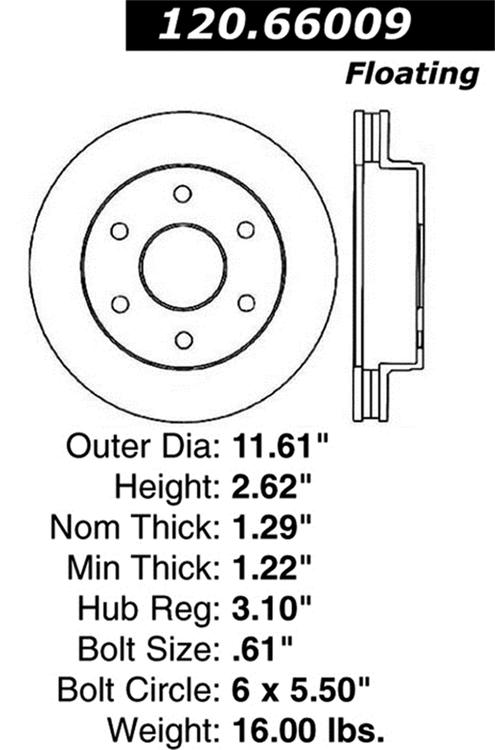 120.66009
Floating
Outer Dia: 11.61"
Height: 2.62"
Nom Thick: 1.29"
Min Thick: 1.22"
Hub Reg: 3.10"
Bolt Size: .61"
Bolt Circle: 6 x 5.50"
Weight: 16.00 lbs.